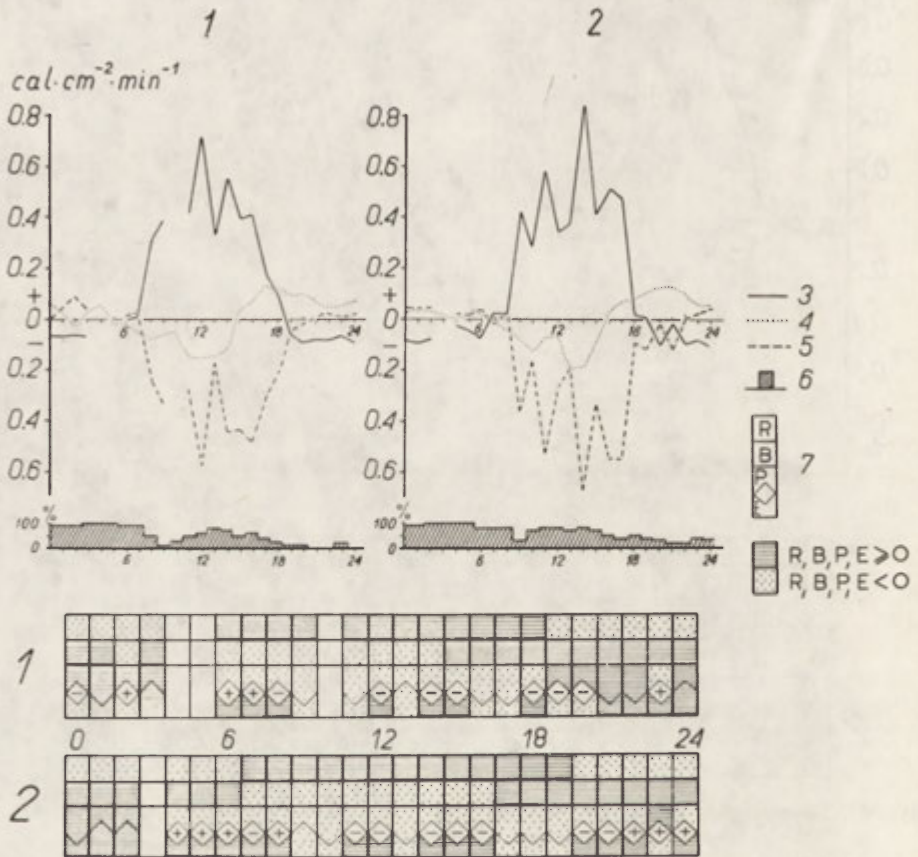 1 2
cal·cm⁻²·min⁻¹
0.8 0.8
0.6 0.6
0.4 0.4
0.2 0.2
+ +
0 6 12 18 24 0 6 12 18 24
− −
0.2 0.2
0.4 0.4
0.6 0.6
3
4
5
6
R
B
P
E
7
% %
100 100
0 6 12 18 24 0 6 12 18 24
R, B, P, E ⩾ 0
R, B, P, E < 0
1
− + + + − − − − − − − +
0 6 12 18 24
2
+ + + − + − − − − − − − + + +